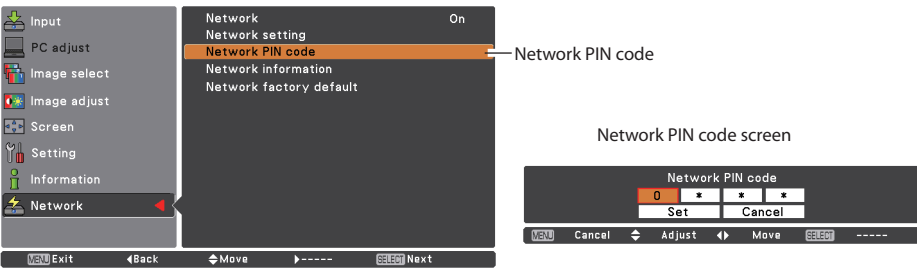 Input
PC adjust
Image select
Image adjust
Screen
Setting
Information
Network
Network On
Network setting
Network PIN code
Network information
Network factory default
MENU Exit ◀Back ◆Move ▶----- SELECT Next
Network PIN code
Network PIN code screen
Network PIN code
0 * * *
Set Cancel
MENU Cancel ◆ Adjust ◀▶ Move SELECT -----